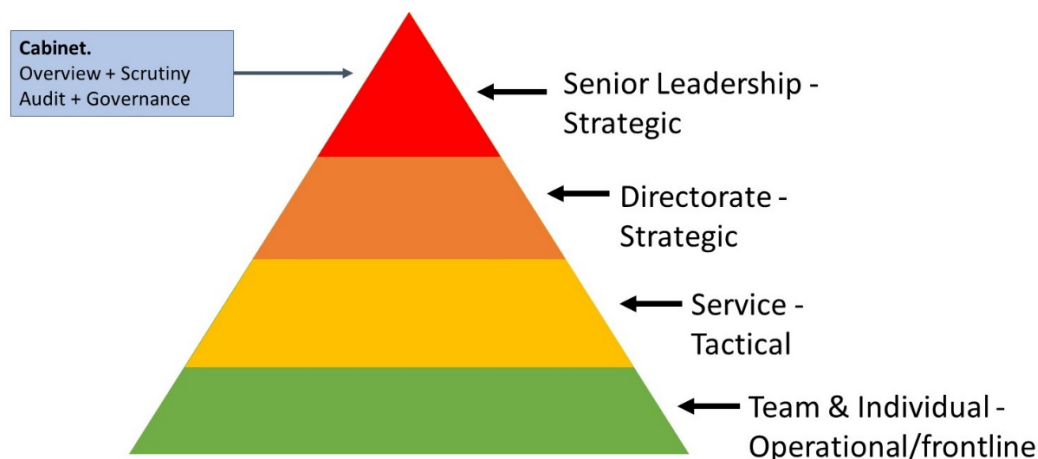 Cabinet.
Overview + Scrutiny
Audit + Governance
Senior Leadership -
Strategic
Directorate -
Strategic
Service -
Tactical
Team & Individual -
Operational/frontline